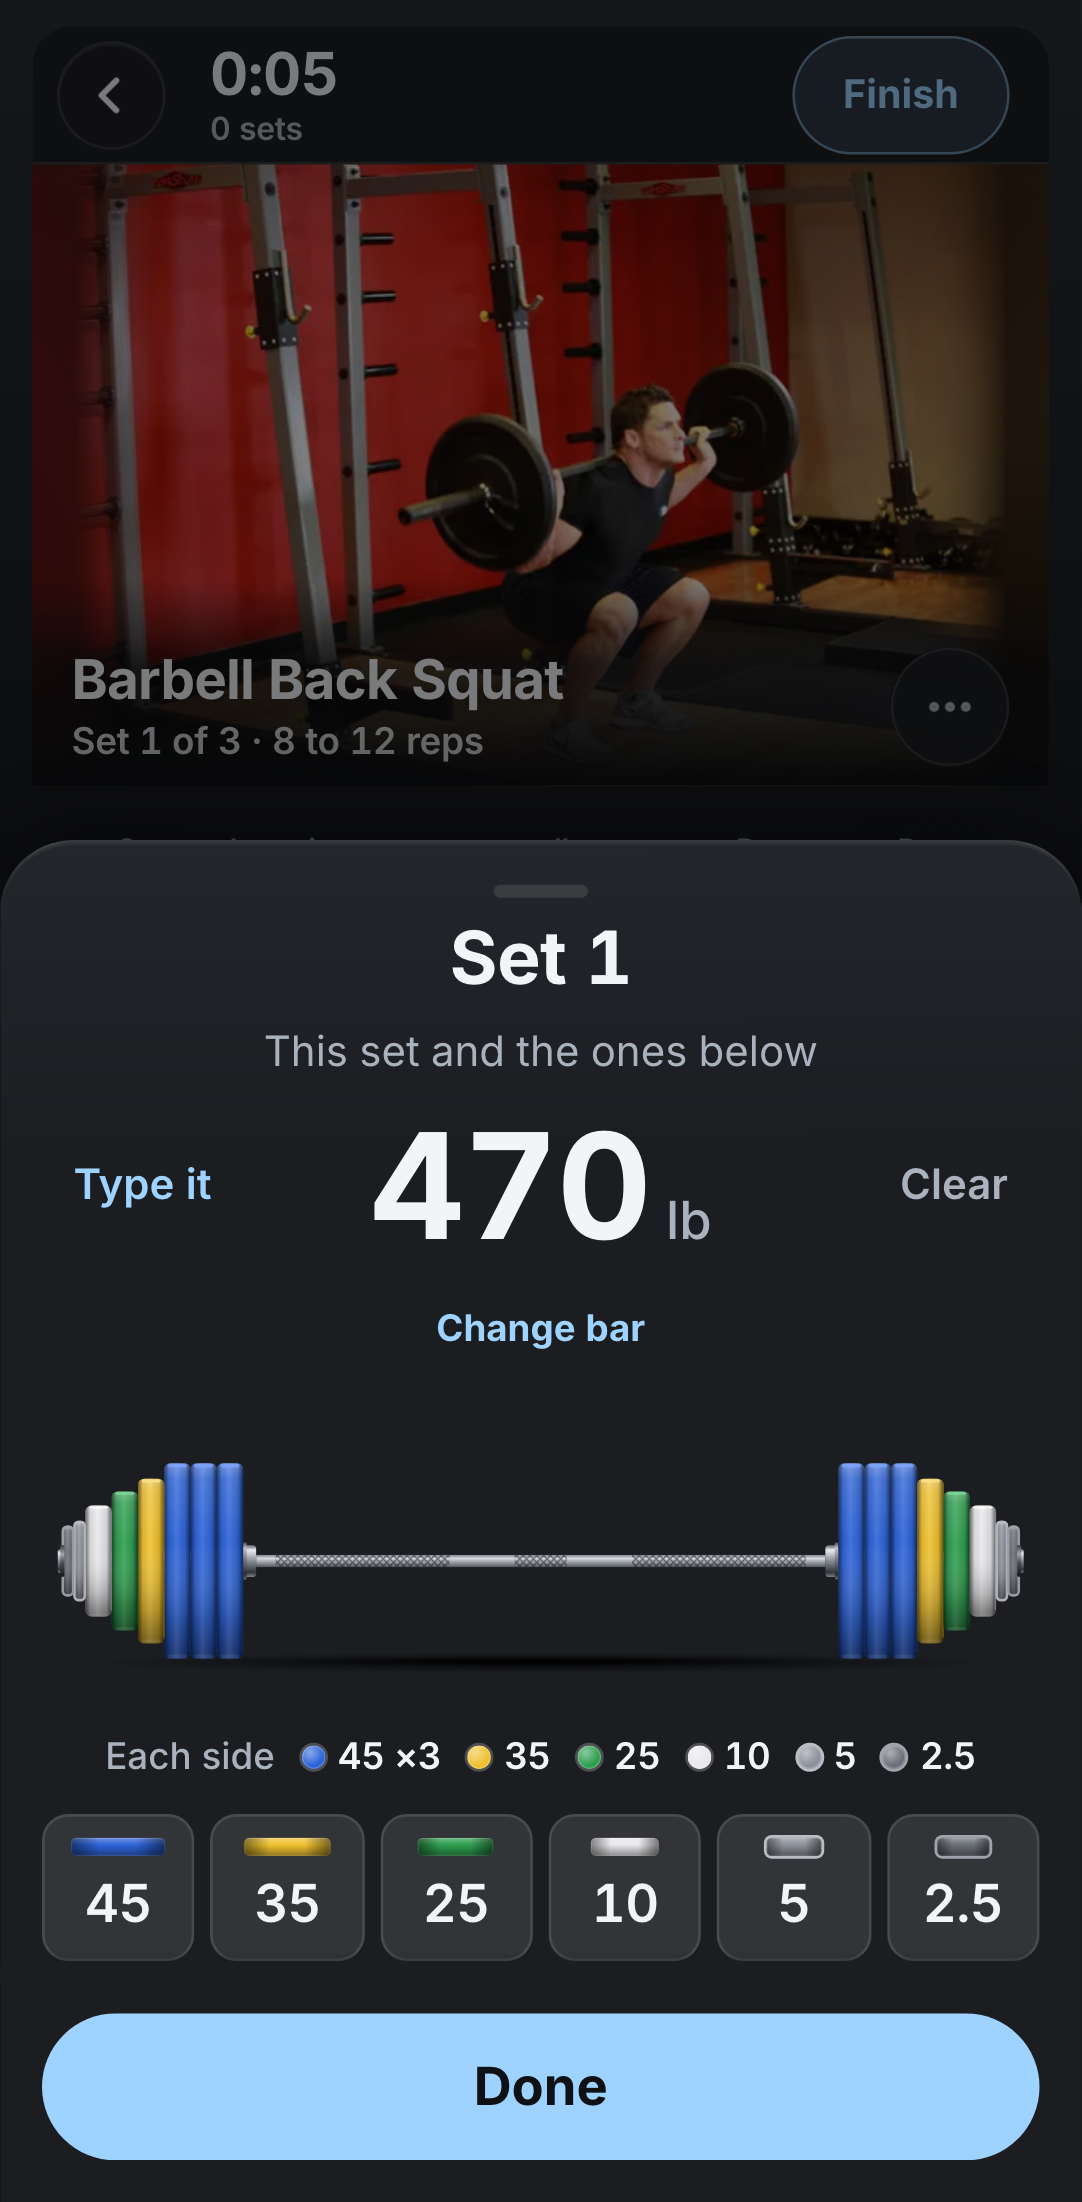 0:05
0 sets
Finish
Barbell Back Squat
Set 1 of 3 · 8 to 12 reps
Set 1
This set and the ones below
Type it
470 lb
Clear
Change bar
Each side 45 ×3 35 25 10 5 2.5
45 35 25 10 5 2.5
Done